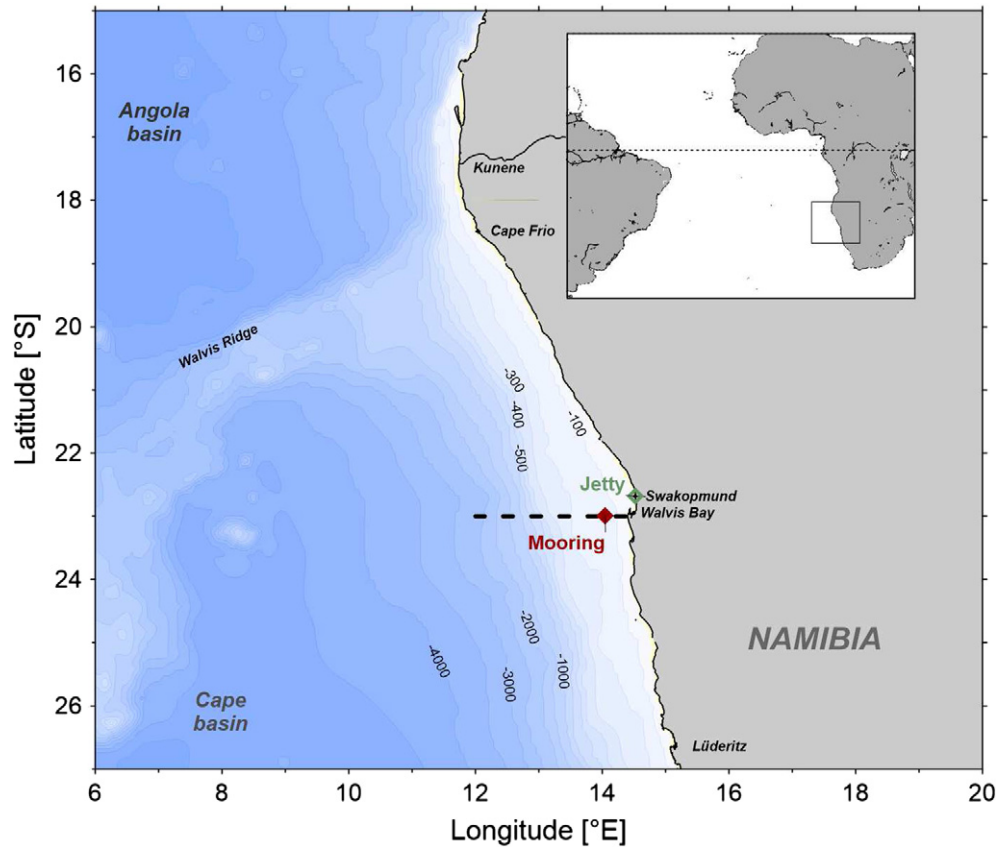 16
18
20
22
24
26
Latitude [°S]
6
8
10
12
14
16
18
20
Longitude [°E]
Angola
basin
Kunene
Cape Frio
Walvis Ridge
-300
-400
-500
-100
Jetty
Swakopmund
Walvis Bay
Mooring
-2000
-4000
-3000
-1000
NAMIBIA
Cape
basin
Lüderitz